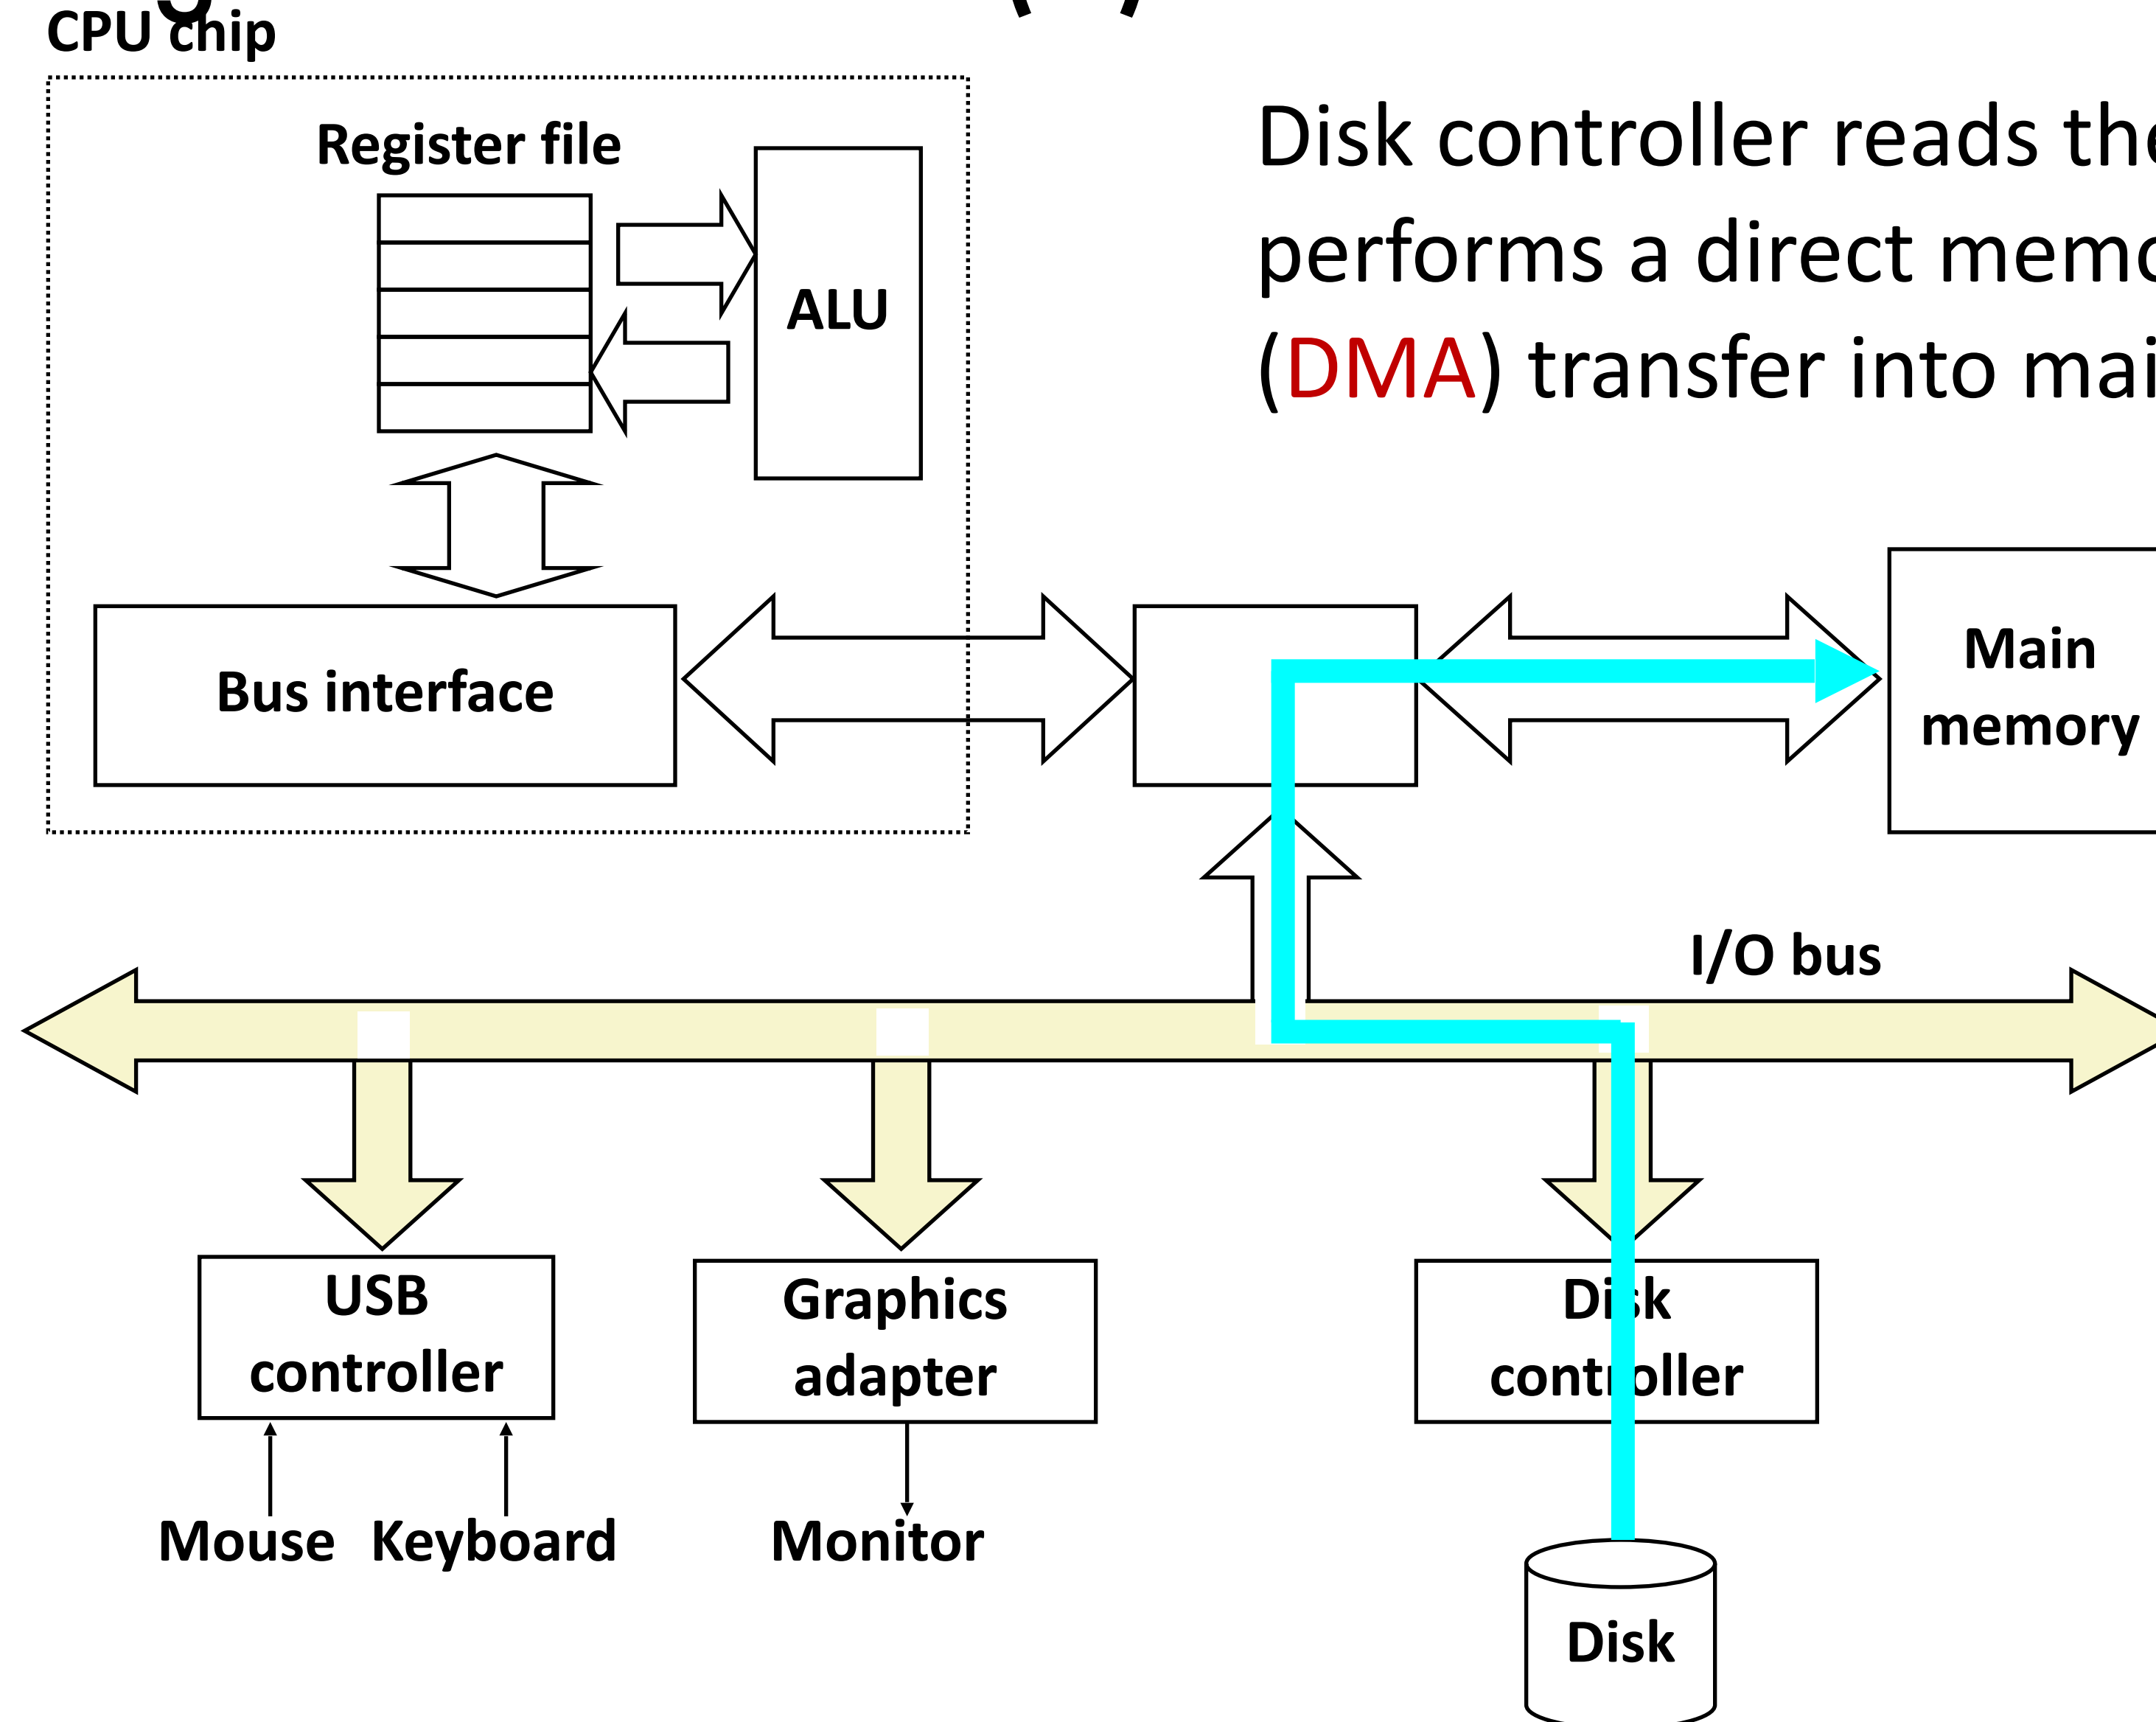 CPU chip
Register file
ALU
Disk controller reads the
performs a direct memo
(DMA) transfer into mai
Bus interface
Main
memory
I/O bus
USB
controller
Graphics
adapter
Disk
controller
Mouse
Keyboard
Monitor
Disk